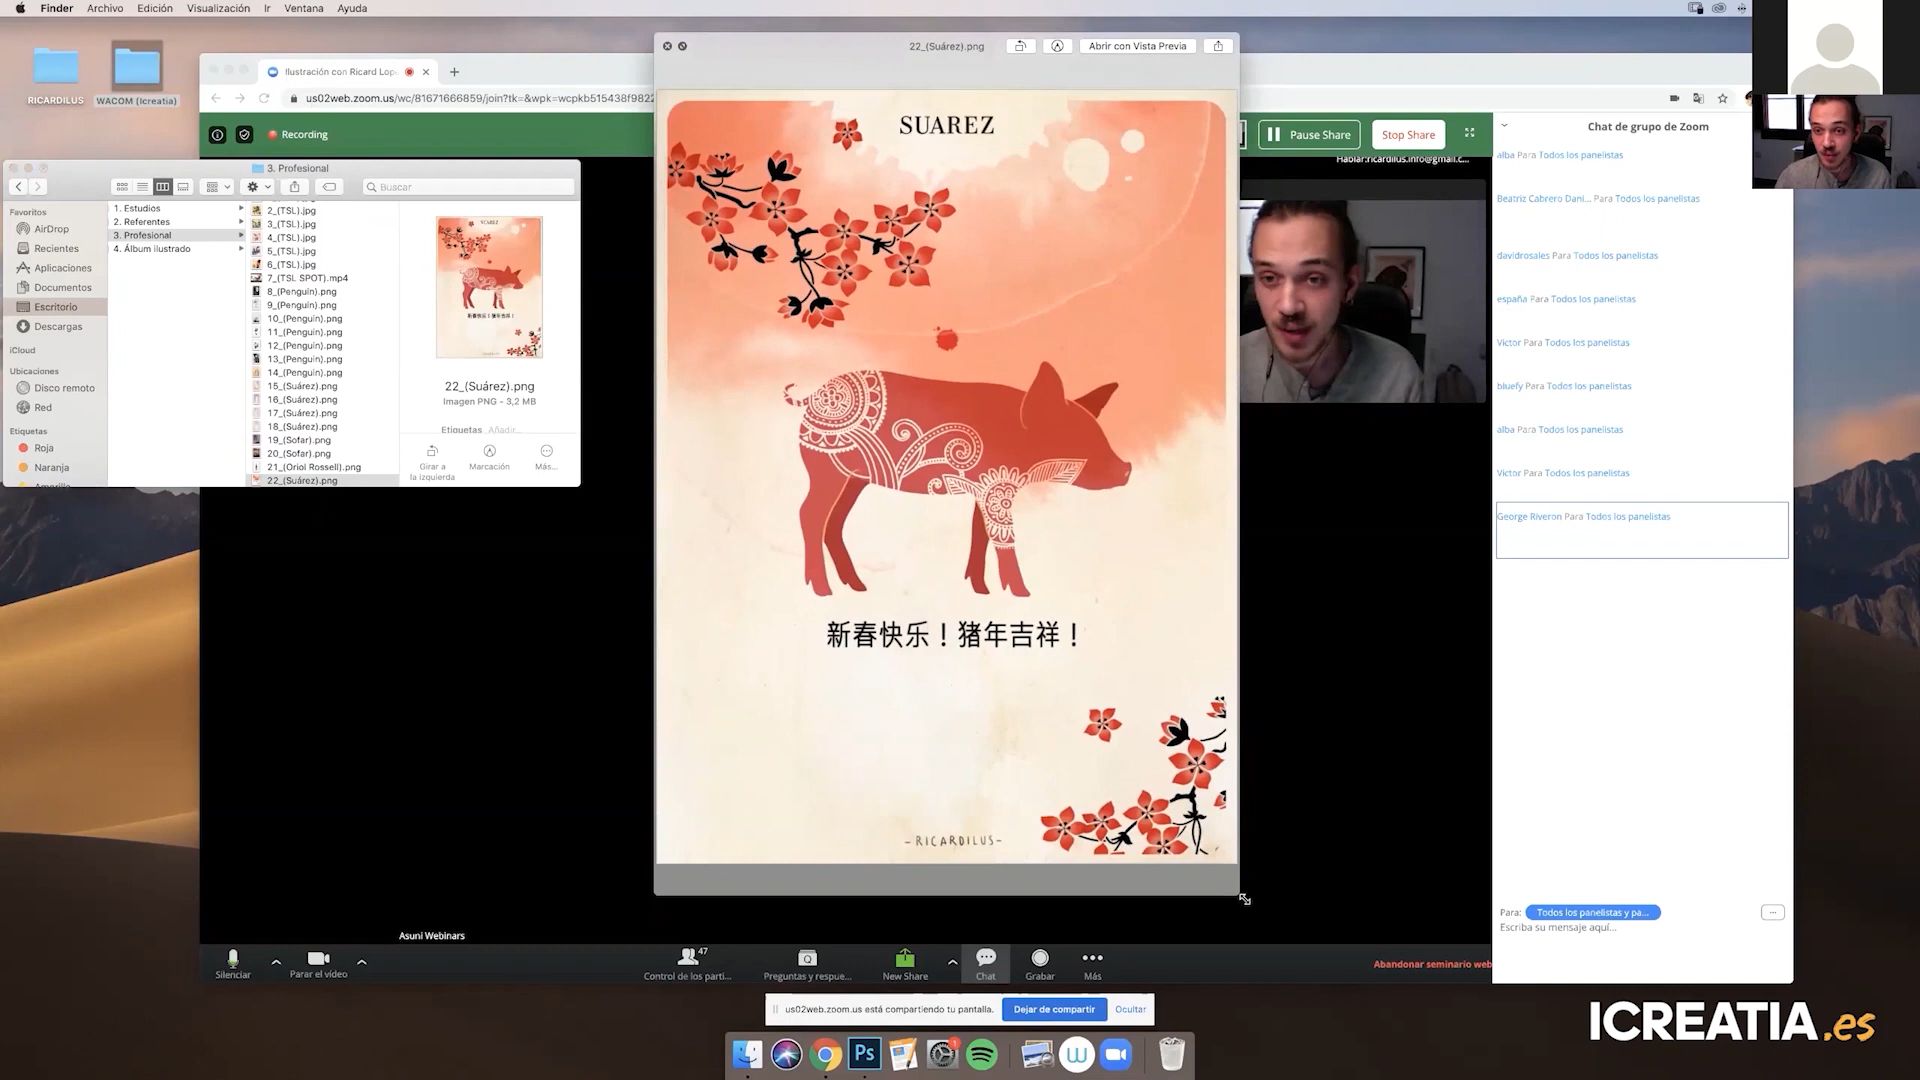 Finder Archivo Edición Visualización Ir Ventana Ayuda
RICARDILUS
WACOM (Icreatia)
Ilustración con Ricard Lop
us02web.zoom.us/wc/81671666859/join?tk=&wpk=wcpkb515438f9822
Recording
Pause Share
Stop Share
Hablar:ricardilus.info@gmail.c...
3. Profesional
Buscar
Favoritos
AirDrop
Recientes
Aplicaciones
Documentos
Escritorio
Descargas
iCloud
Ubicaciones
Disco remoto
Red
Etiquetas
Roja
Naranja
1. Estudios
2. Referentes
3. Profesional
4. Álbum ilustrado
2_(TSL).jpg
3_(TSL).jpg
4_(TSL).jpg
5_(TSL).jpg
6_(TSL).jpg
7_(TSL SPOT).mp4
8_(Penguin).png
9_(Penguin).png
10_(Penguin).png
11_(Penguin).png
12_(Penguin).png
13_(Penguin).png
14_(Penguin).png
15_(Suárez).png
16_(Suárez).png
17_(Suárez).png
18_(Suárez).png
19_(Sofar).png
20_(Sofar).png
21_(Oriol Rossell).png
22_(Suárez).png
22_(Suárez).png
Imagen PNG - 3,2 MB
Etiquetas Añadir...
Girar a
la izquierda
Marcación
Más...
22_(Suárez).png
Abrir con Vista Previa
SUAREZ
新春快乐！猪年吉祥！
-RICARDILUS-
Chat de grupo de Zoom
alba Para Todos los panelistas
Beatriz Cabrero Dani... Para Todos los panelistas
davidrosales Para Todos los panelistas
españa Para Todos los panelistas
Victor Para Todos los panelistas
bluefy Para Todos los panelistas
alba Para Todos los panelistas
Victor Para Todos los panelistas
George Riveron Para Todos los panelistas
Para: Todos los panelistas y pa...
Escriba su mensaje aquí...
Asuni Webinars
Silenciar
Parar el vídeo
47
Control de los parti...
Preguntas y respue...
New Share
Chat
Grabar
Más
Abandonar seminario web
us02web.zoom.us está compartiendo tu pantalla.
Dejar de compartir
Ocultar
Ps
1
ICREATIA.es